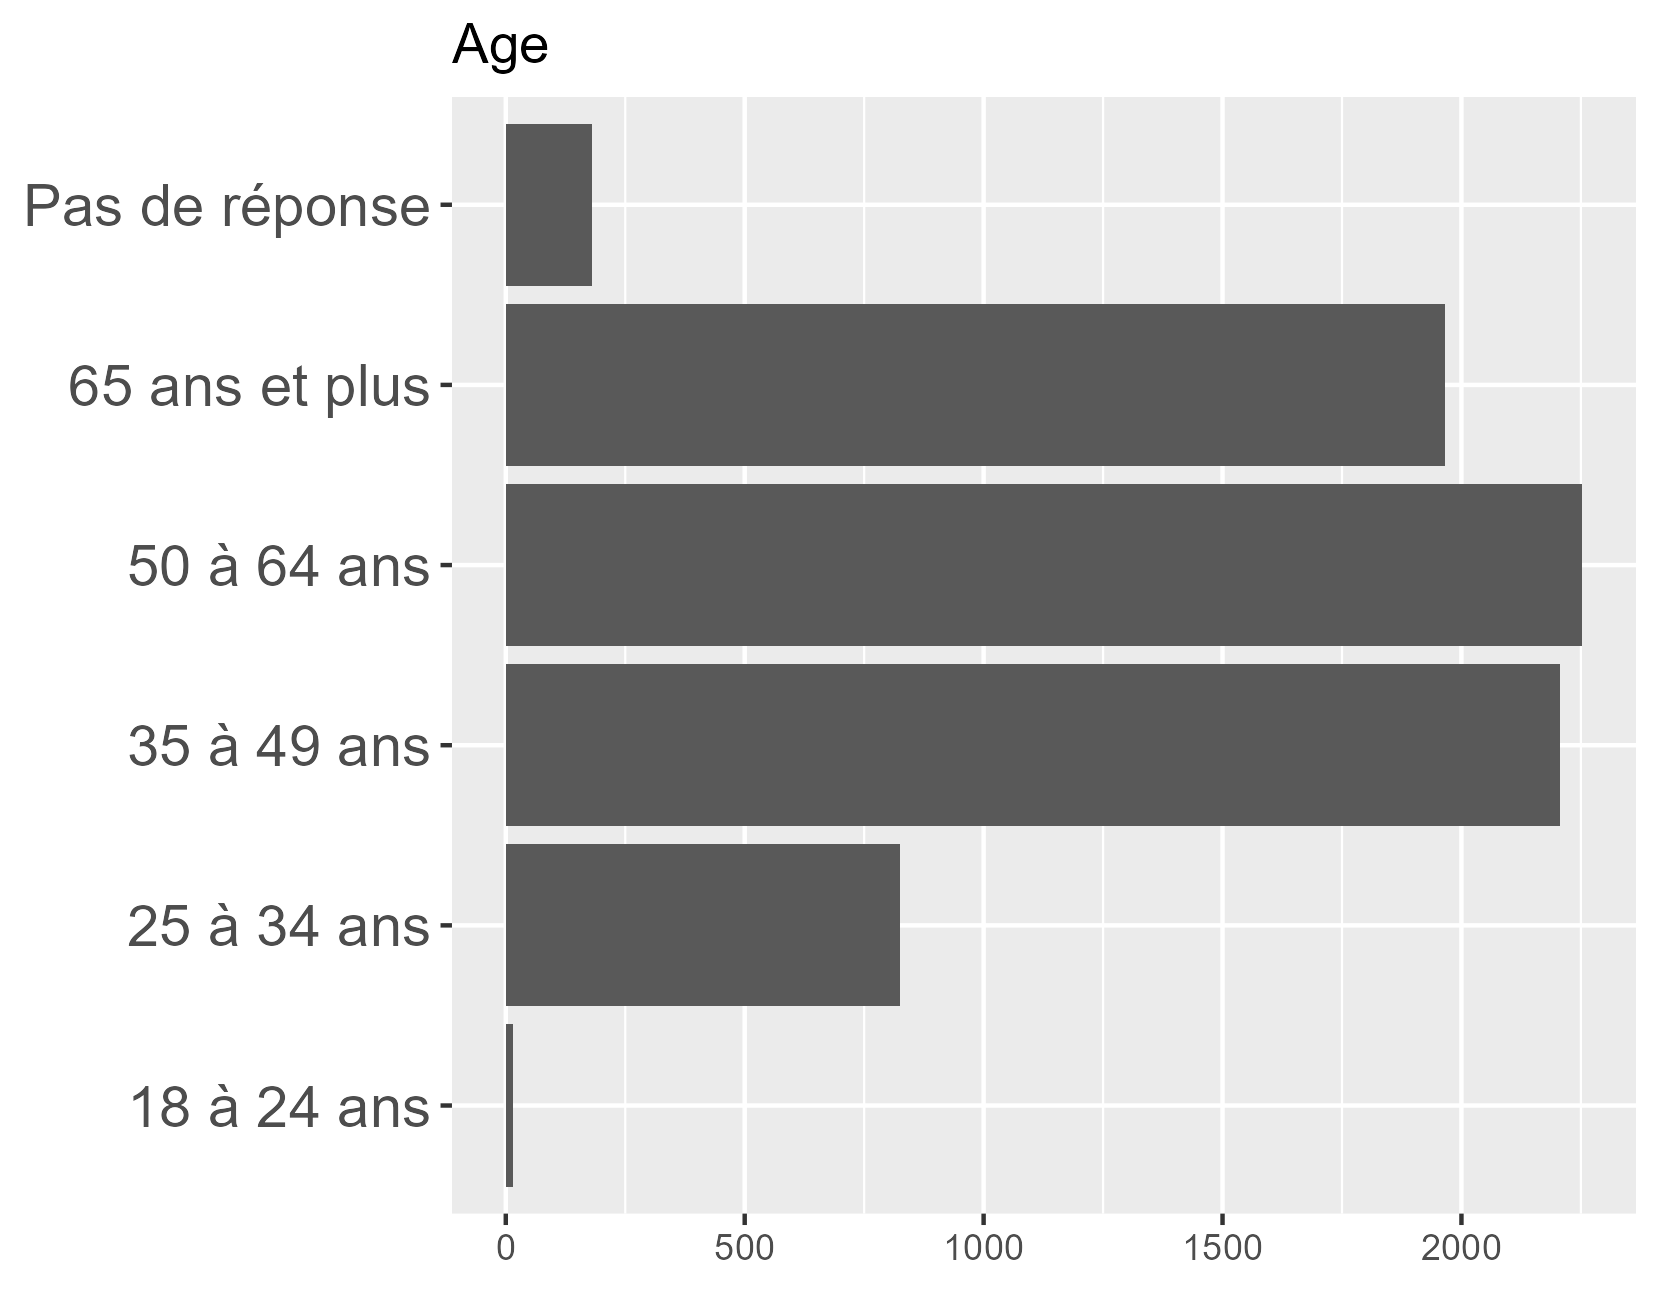 Age
Pas de réponse
65 ans et plus
50 à 64 ans
35 à 49 ans
25 à 34 ans
18 à 24 ans
0 500 1000 1500 2000